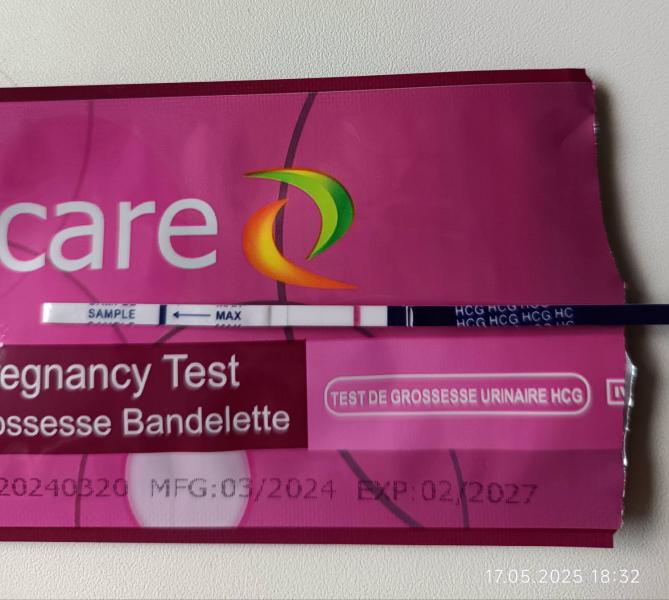 care
SAMPLE
MAX
HCG HCG HCG HC
HCG HCG HCG HC
egnancy Test
ossesse Bandelette
TEST DE GROSSESSE URINAIRE HCG
20240320 MFG:03/2024 EXP:02/2027
17.05.2025 18:32